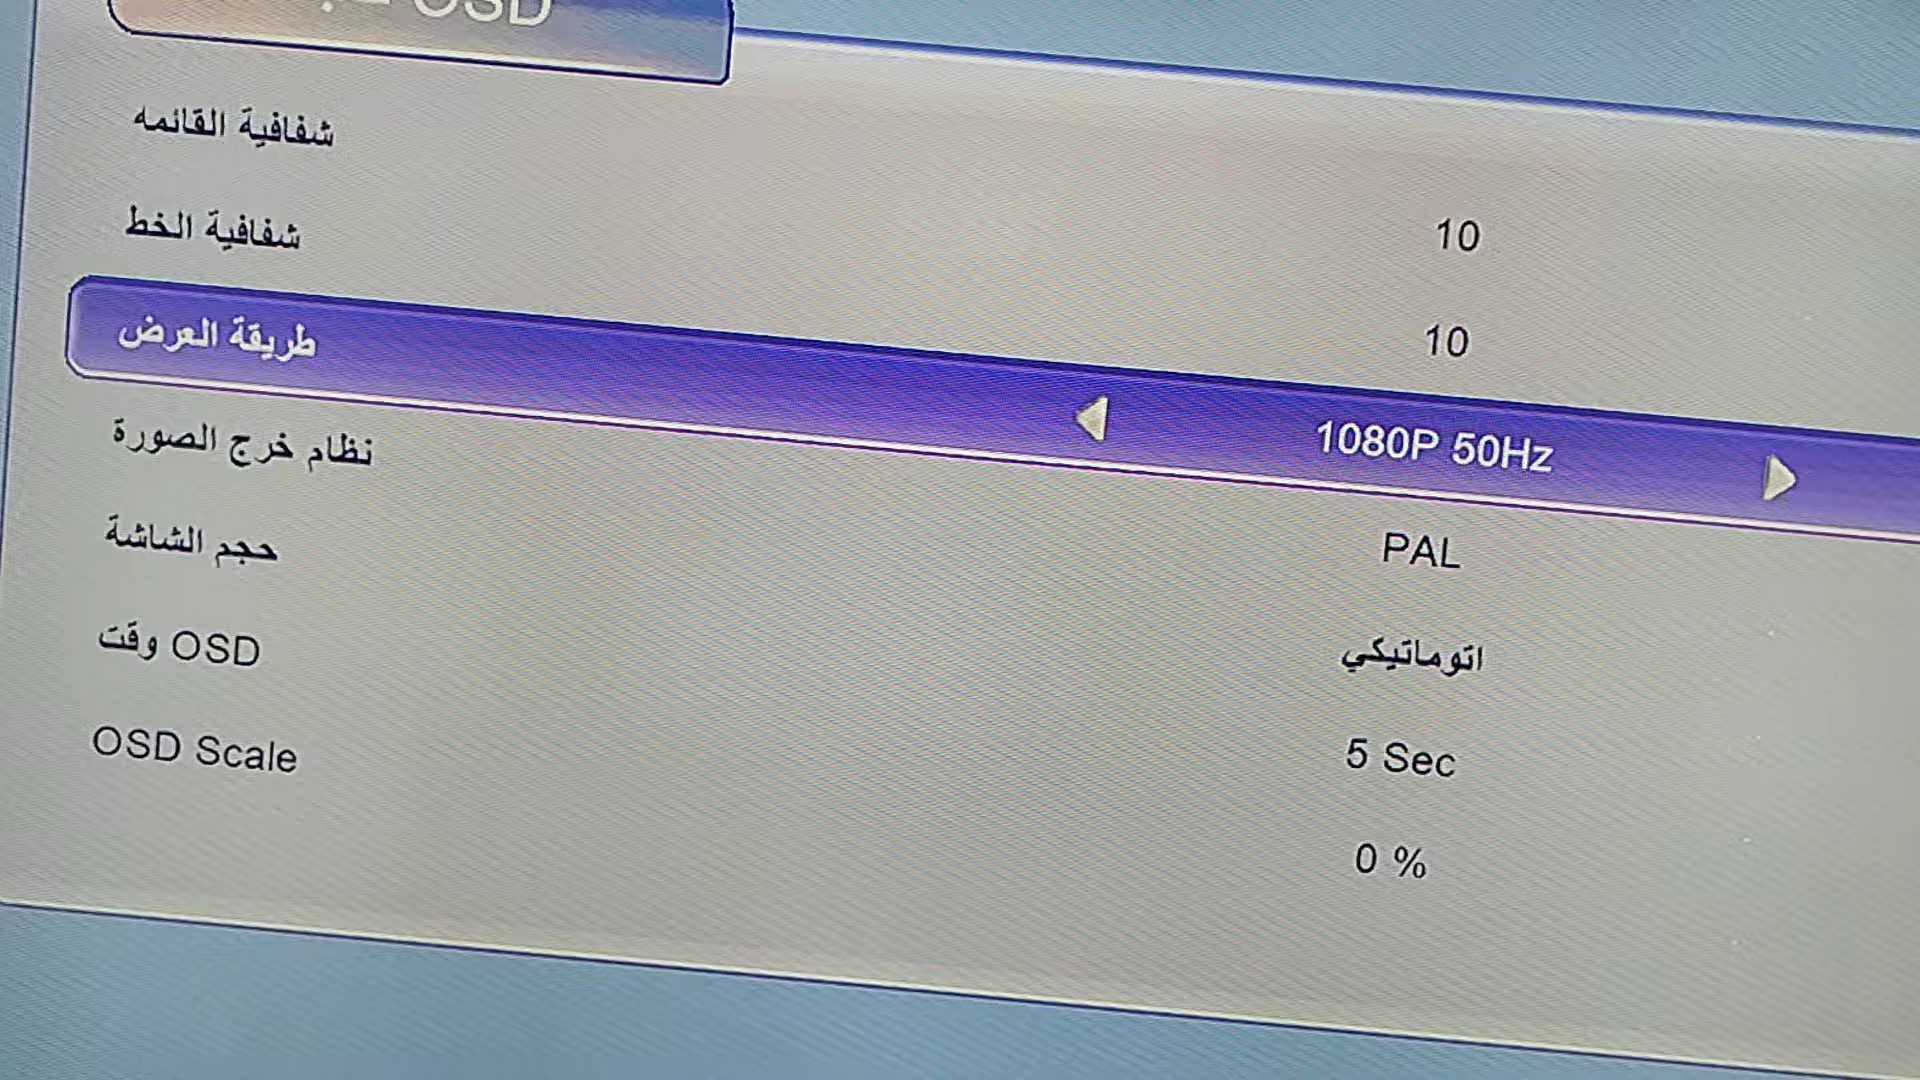 OSD
شفافية القائمه
10
شفافية الخط
10
طريقة العرض
1080P 50Hz
نظام خرج الصورة
PAL
حجم الشاشة
اتوماتيكي
وقت OSD
5 Sec
OSD Scale
0 %